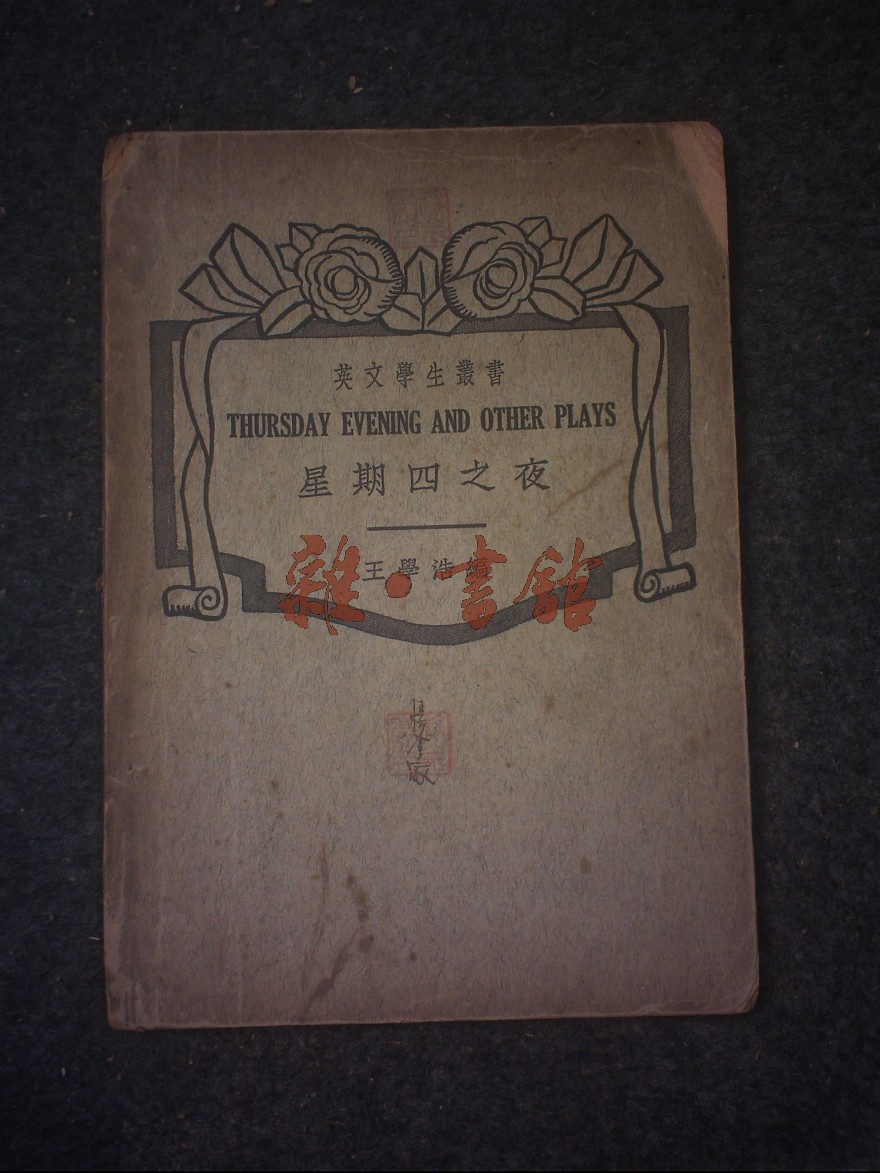 英文學生叢書
THURSDAY EVENING AND OTHER PLAYS
星期四之夜
王學浩編
雜·書館